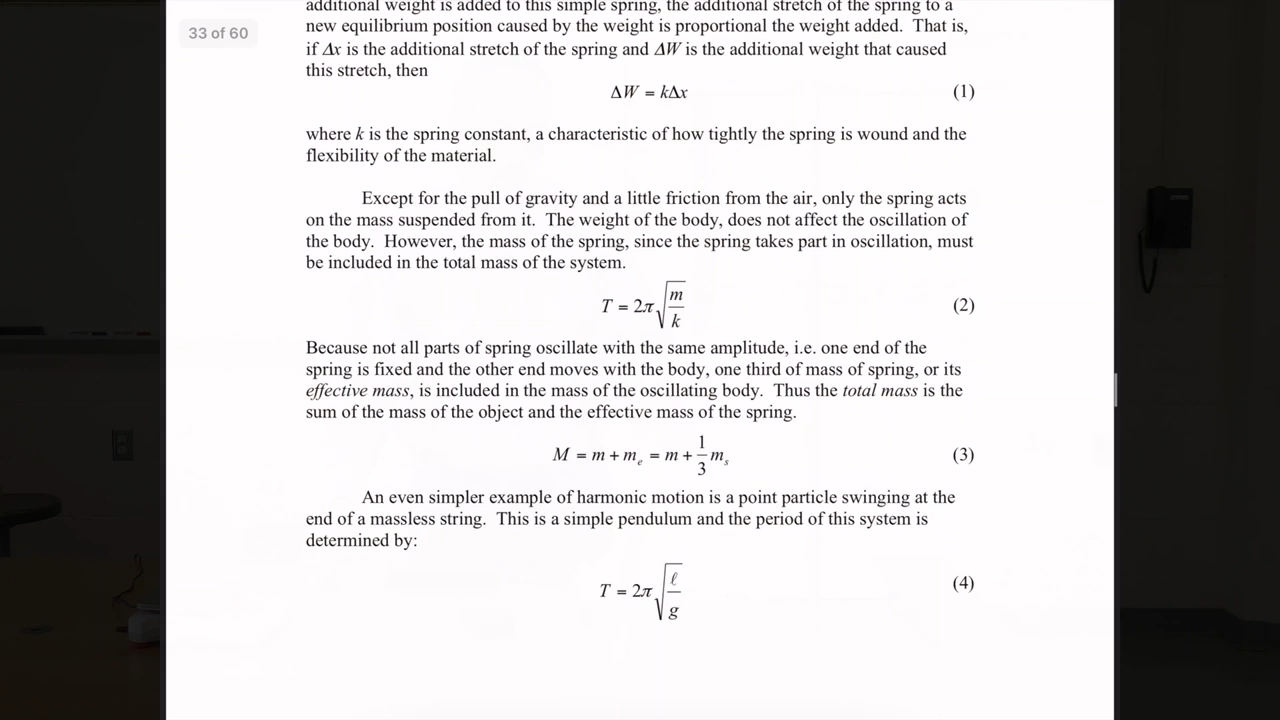 additional weight is added to this simple spring, the additional stretch of the spring to a
33 of 60
new equilibrium position caused by the weight is proportional the weight added. That is,
if Δx is the additional stretch of the spring and ΔW is the additional weight that caused
this stretch, then
ΔW = kΔx (1)
where k is the spring constant, a characteristic of how tightly the spring is wound and the
flexibility of the material.
Except for the pull of gravity and a little friction from the air, only the spring acts
on the mass suspended from it. The weight of the body, does not affect the oscillation of
the body. However, the mass of the spring, since the spring takes part in oscillation, must
be included in the total mass of the system.
T = 2π√(m/k) (2)
Because not all parts of spring oscillate with the same amplitude, i.e. one end of the
spring is fixed and the other end moves with the body, one third of mass of spring, or its
effective mass, is included in the mass of the oscillating body. Thus the total mass is the
sum of the mass of the object and the effective mass of the spring.
M = m + mₑ = m + 1/3 mₛ (3)
An even simpler example of harmonic motion is a point particle swinging at the
end of a massless string. This is a simple pendulum and the period of this system is
determined by:
T = 2π√(ℓ/g) (4)